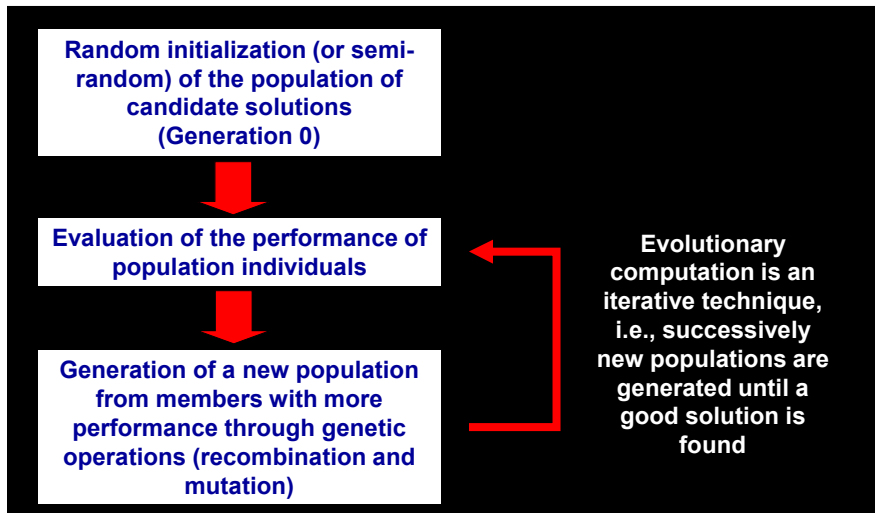 Random initialization (or semi-
random) of the population of
candidate solutions
(Generation 0)
Evaluation of the performance of
population individuals
Generation of a new population
from members with more
performance through genetic
operations (recombination and
mutation)
Evolutionary
computation is an
iterative technique,
i.e., successively
new populations are
generated until a
good solution is
found